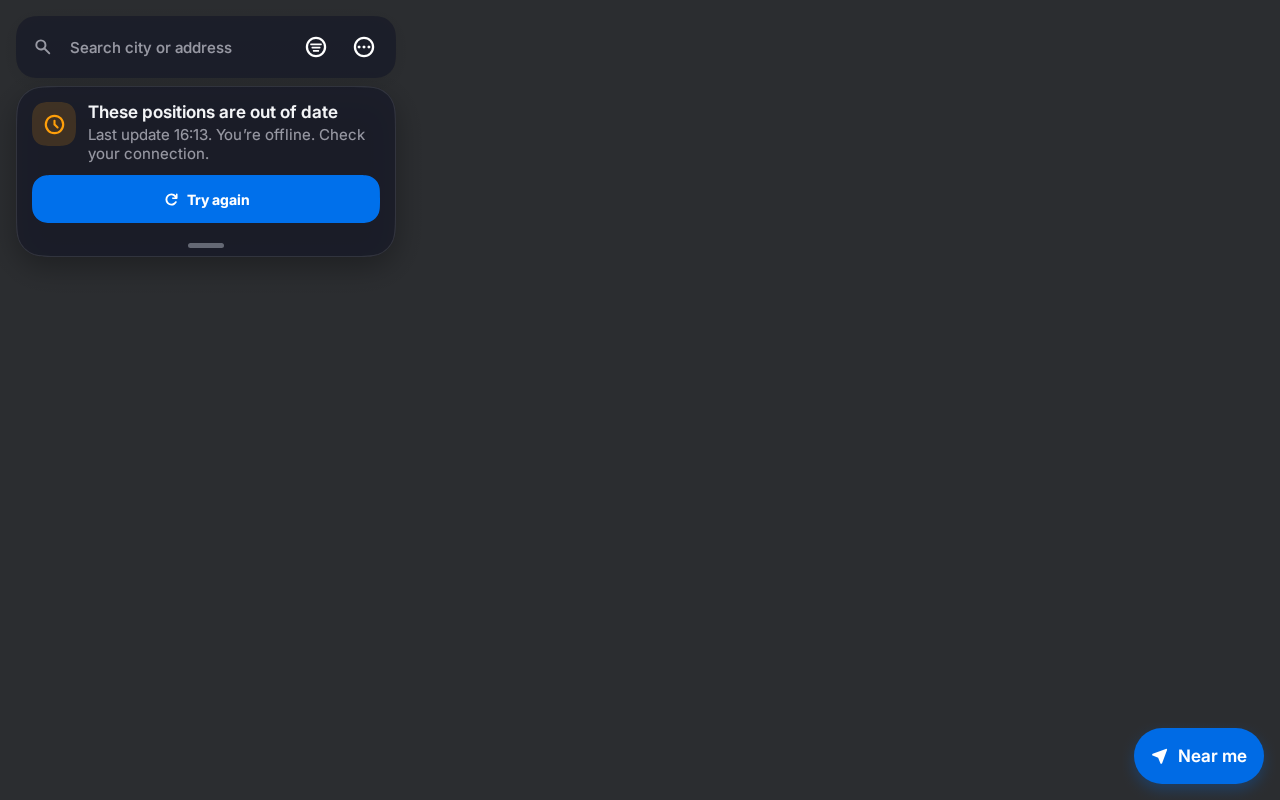 Search city or address
These positions are out of date
Last update 16:13. You’re offline. Check
your connection.
Try again
Near me